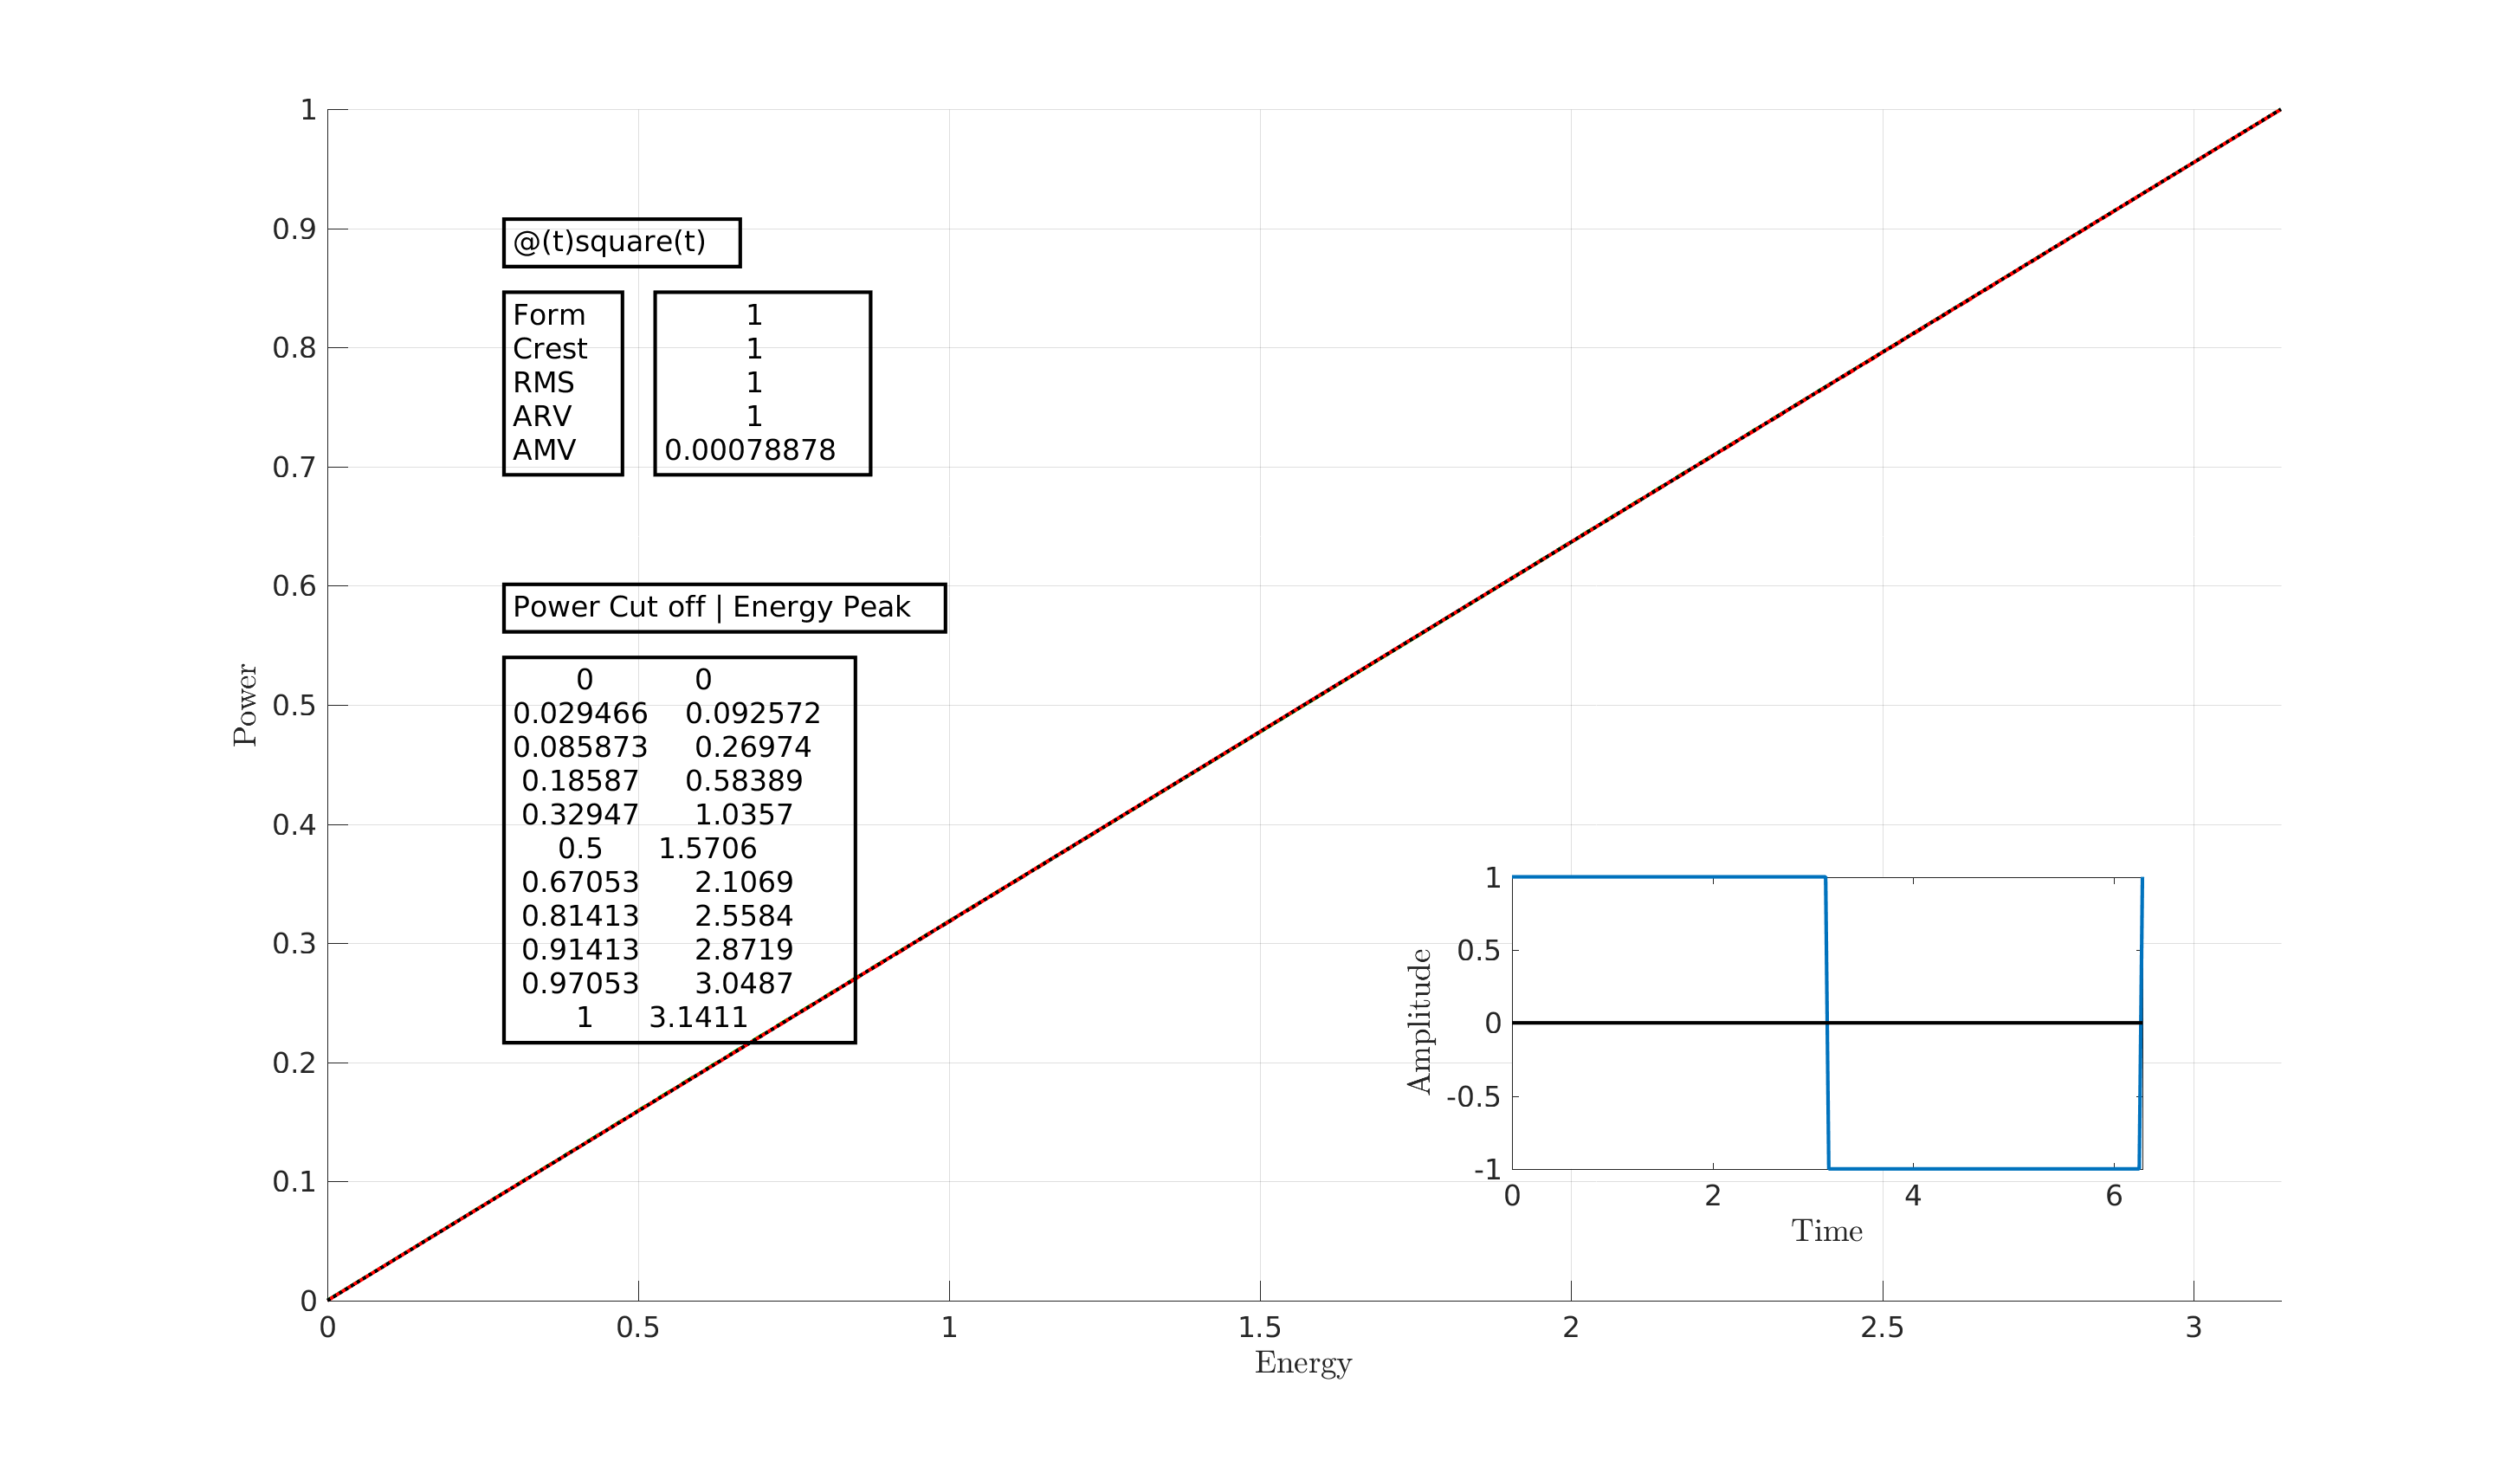 1
0.9
0.8
0.7
0.6
0.5
0.4
0.3
0.2
0.1
0
Power
@(t)square(t)
Form 1
Crest 1
RMS 1
ARV 1
AMV 0.00078878
Power Cut off | Energy Peak
0 0
0.029466 0.092572
0.085873 0.26974
0.18587 0.58389
0.32947 1.0357
0.5 1.5706
0.67053 2.1069
0.81413 2.5584
0.91413 2.8719
0.97053 3.0487
1 3.1411
1
0.5
0
-0.5
-1
Amplitude
0 2 4 6
Time
0 0.5 1 1.5 2 2.5 3
Energy